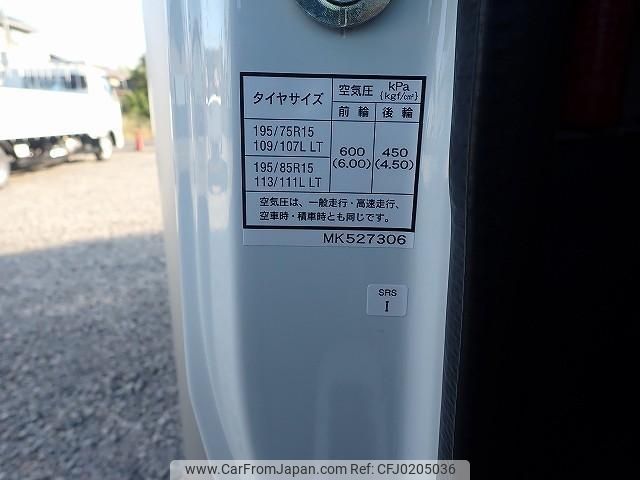 タイヤサイズ 空気圧 kPa
{kgf/cm²}
前輪 後輪
195/75R15
109/107L LT
195/85R15
113/111L LT
600
(6.00)
450
(4.50)
空気圧は、一般走行・高速走行、
空車時・積車時とも同じです。
MK527306
SRS
I
car from japan
www.CarFromJapan.com - CFJ0205036